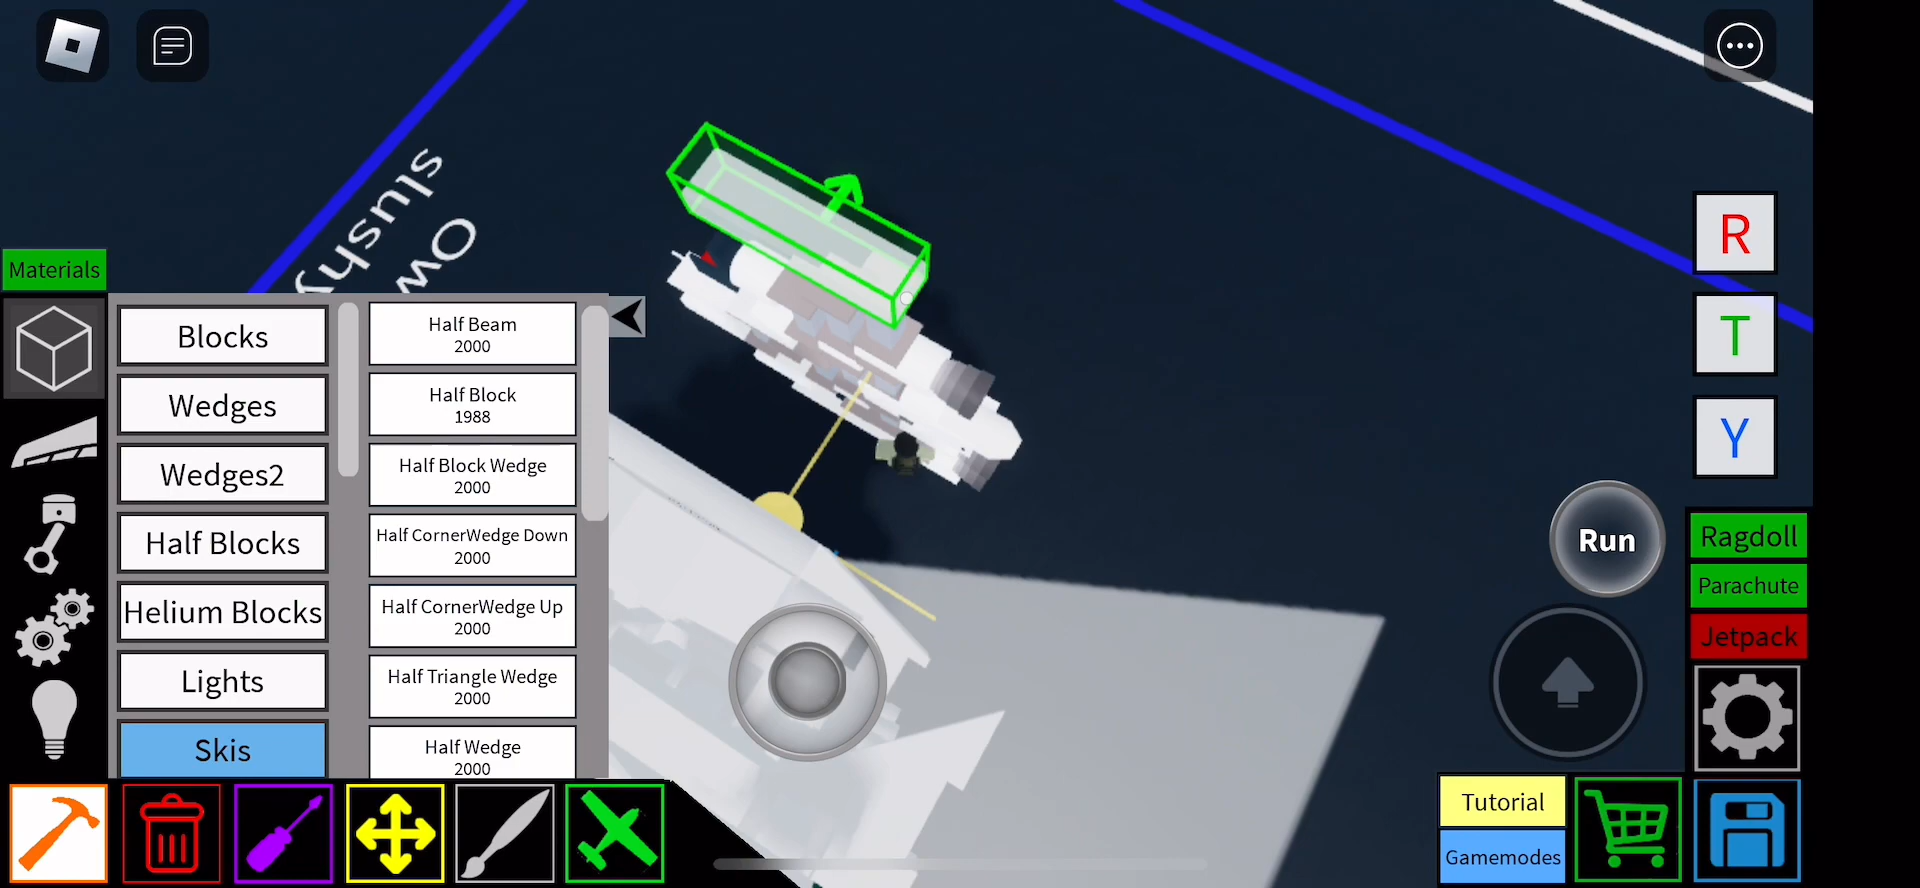 slushy
Ow
Materials
Blocks
Wedges
Wedges2
Half Blocks
Helium Blocks
Lights
Skis
Half Beam
2000
Half Block
1988
Half Block Wedge
2000
Half CornerWedge Down
2000
Half CornerWedge Up
2000
Half Triangle Wedge
2000
Half Wedge
2000
R
T
Y
Run
Ragdoll
Parachute
Jetpack
Tutorial
Gamemodes